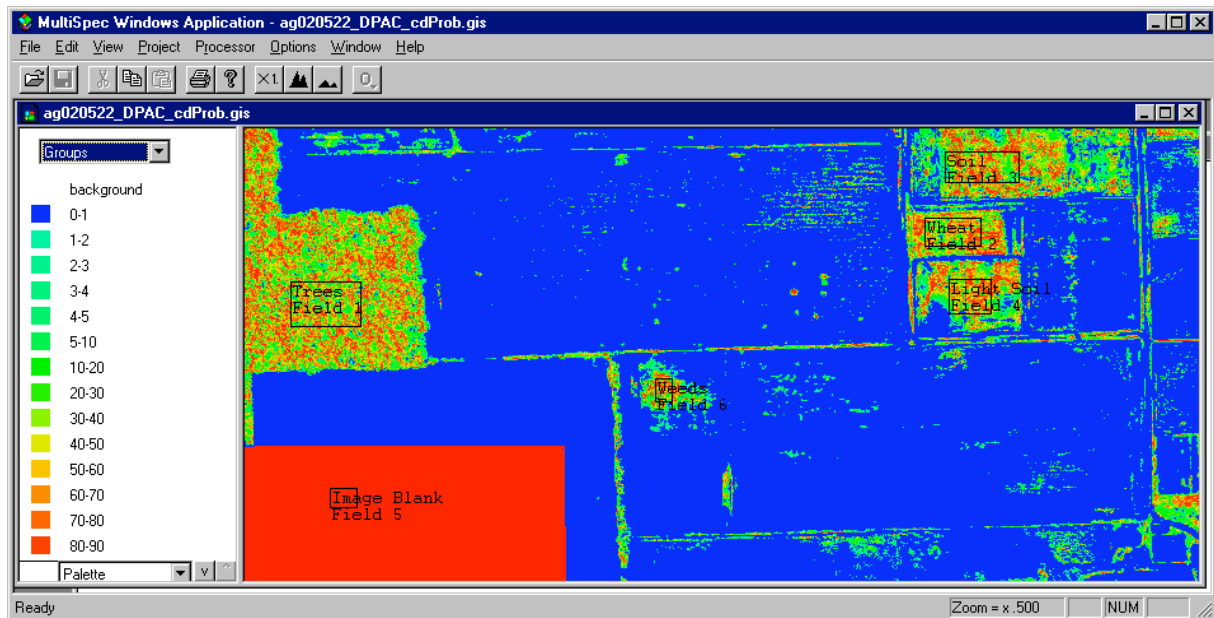 MultiSpec Windows Application - ag020522_DPAC_cdProb.gis
File Edit View Project Processor Options Window Help
×1.
0.
ag020522_DPAC_cdProb.gis
Groups
background
0-1
1-2
2-3
3-4
4-5
5-10
10-20
20-30
30-40
40-50
50-60
60-70
70-80
80-90
Palette
V
Soil
Field 3
Wheat
Field 2
Trees
Field 1
Light Soil
Field 4
Weeds
Field 6
Image Blank
Field 5
Ready
Zoom = x .500
NUM